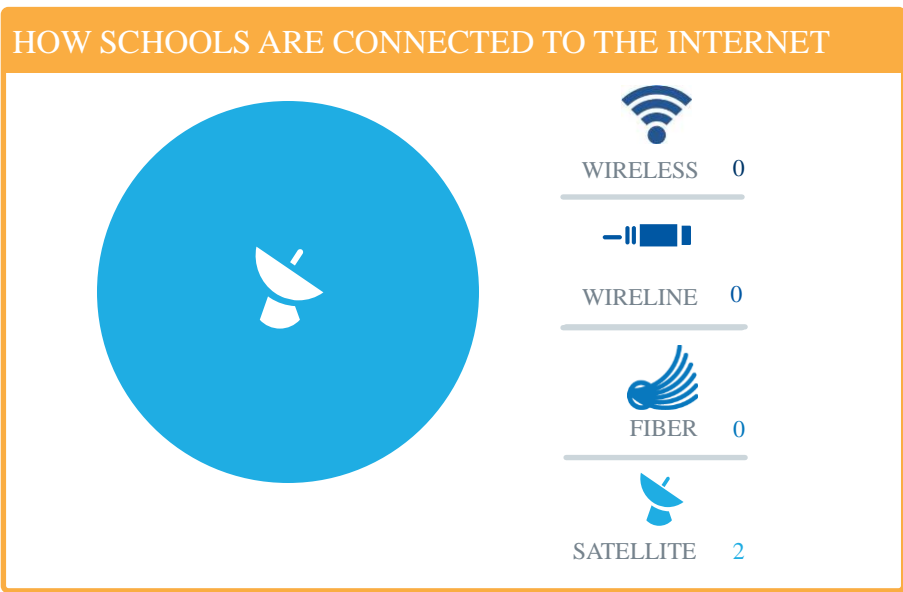 HOW SCHOOLS ARE CONNECTED TO THE INTERNET
WIRELESS 0
WIRELINE 0
FIBER 0
SATELLITE 2